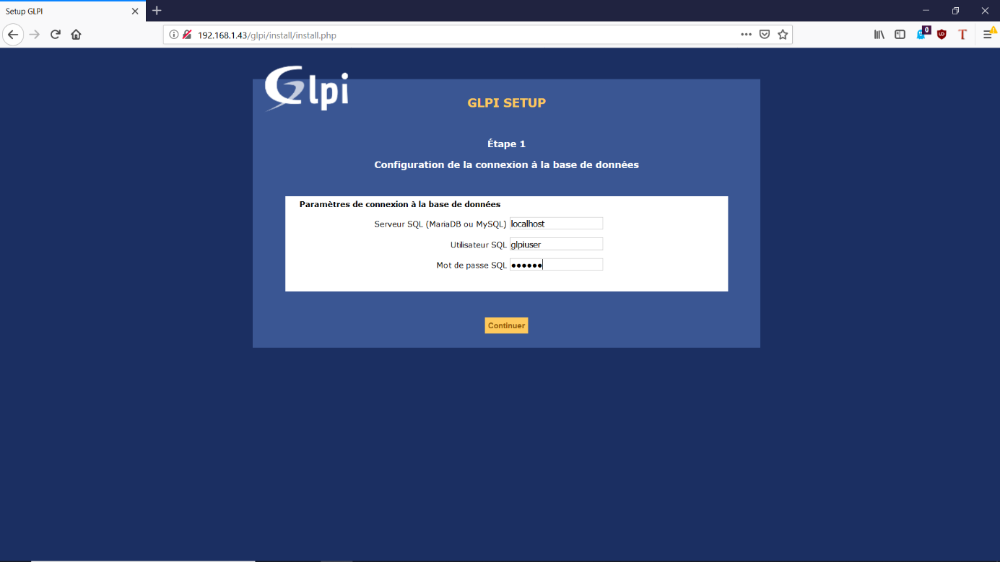 Setup GLPI
192.168.1.43/glpi/install/install.php
0
Glpi
GLPI SETUP
Étape 1
Configuration de la connexion à la base de données
Paramètres de connexion à la base de données
Serveur SQL (MariaDB ou MySQL) localhost
Utilisateur SQL glpiuser
Mot de passe SQL ••••••
Continuer